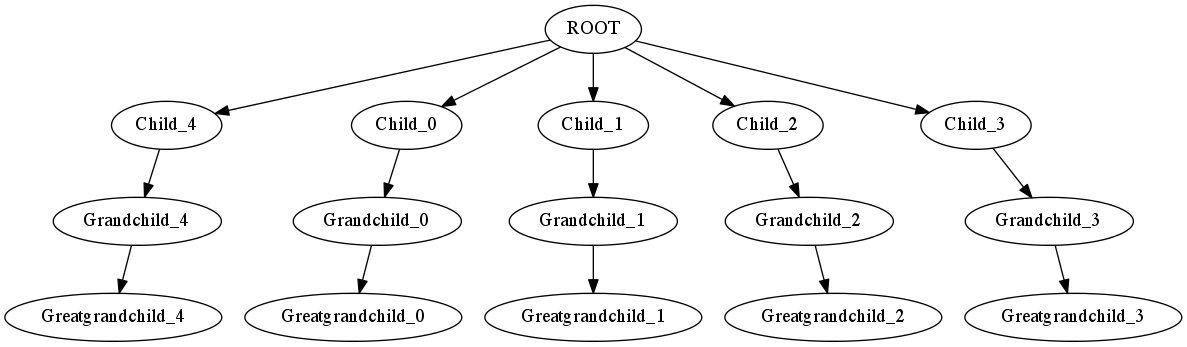 ROOT
Child_4 Child_0 Child_1 Child_2 Child_3
Grandchild_4 Grandchild_0 Grandchild_1 Grandchild_2 Grandchild_3
Greatgrandchild_4 Greatgrandchild_0 Greatgrandchild_1 Greatgrandchild_2 Greatgrandchild_3